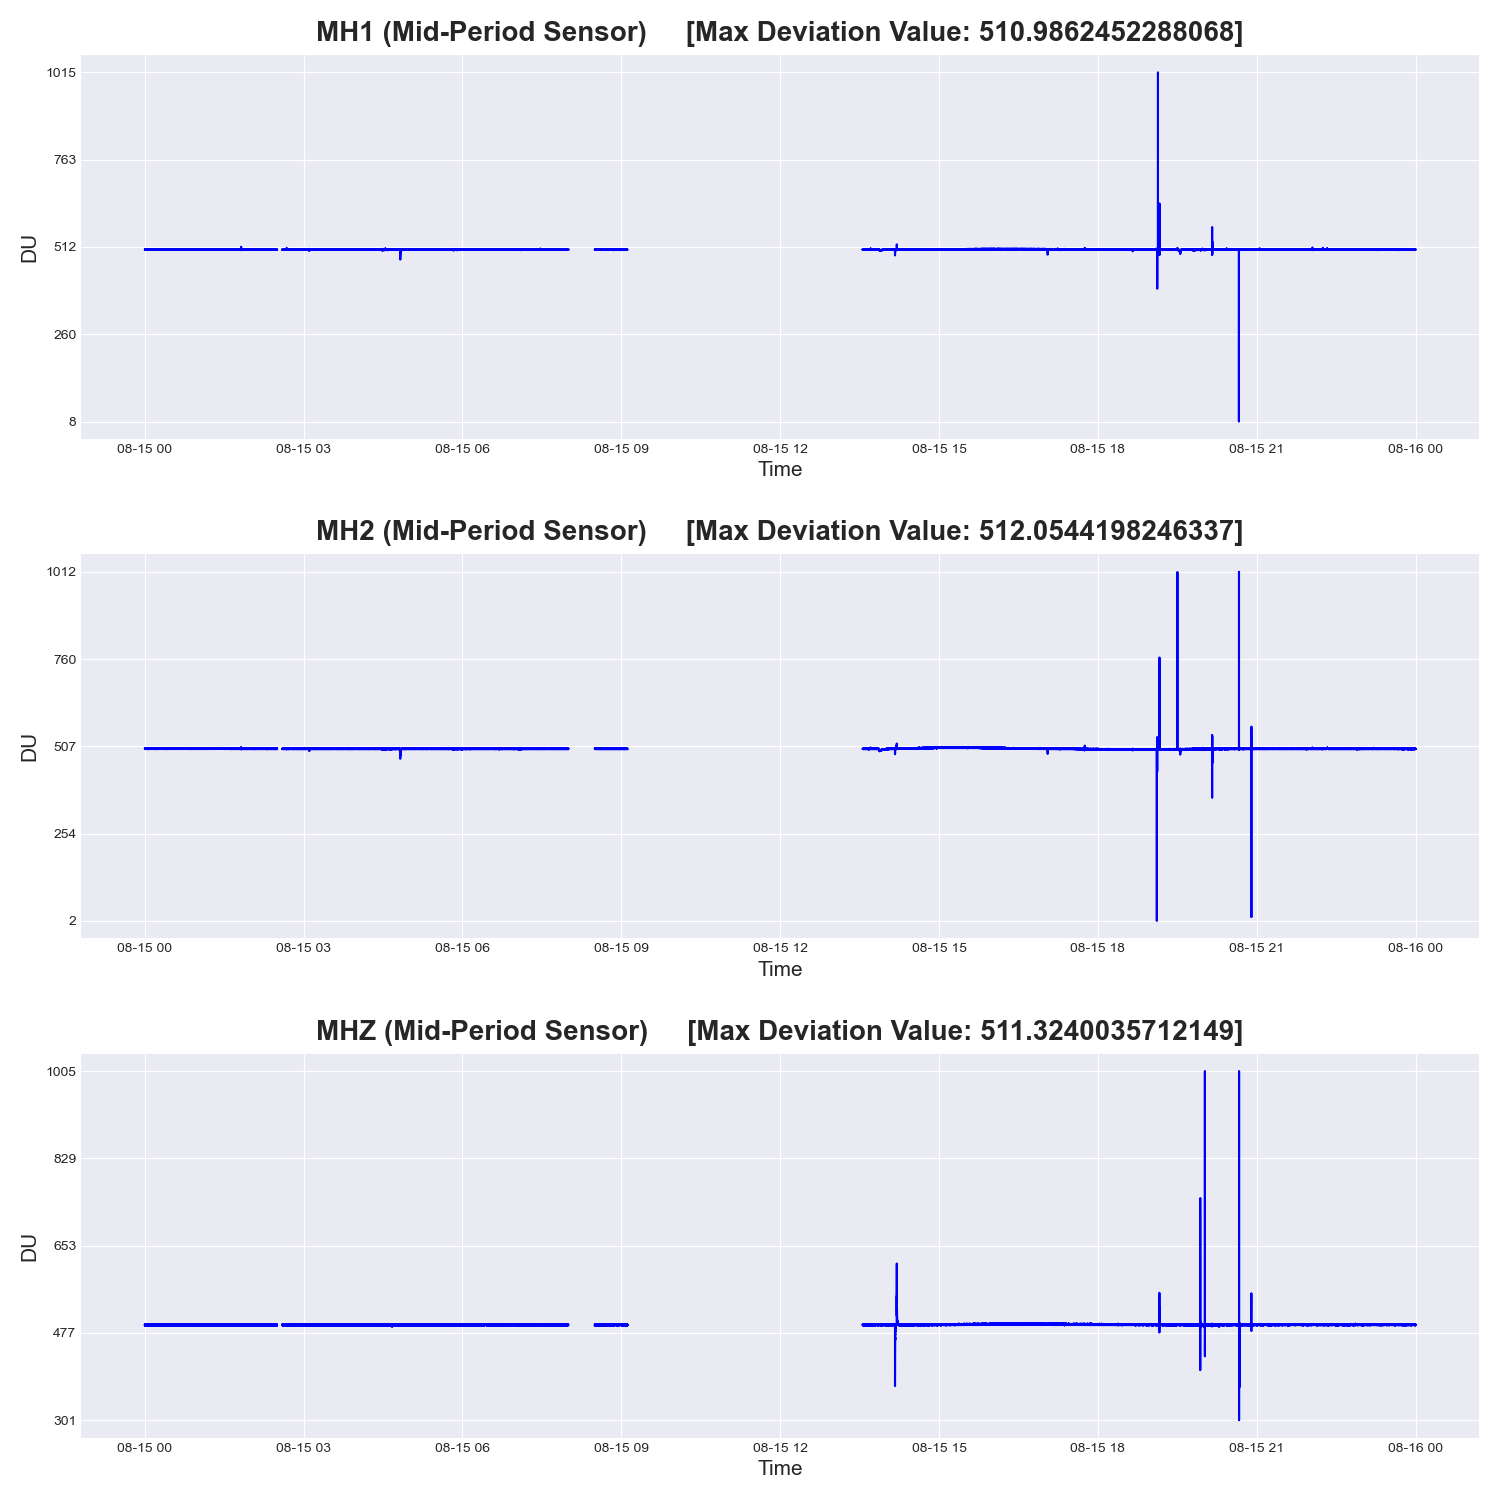 MH1 (Mid-Period Sensor) [Max Deviation Value: 510.9862452288068]
1015
763
512
260
8
DU
08-15 00 08-15 03 08-15 06 08-15 09 08-15 12 08-15 15 08-15 18 08-15 21 08-16 00
Time
MH2 (Mid-Period Sensor) [Max Deviation Value: 512.0544198246337]
1012
760
507
254
2
DU
08-15 00 08-15 03 08-15 06 08-15 09 08-15 12 08-15 15 08-15 18 08-15 21 08-16 00
Time
MHZ (Mid-Period Sensor) [Max Deviation Value: 511.3240035712149]
1005
829
653
477
301
DU
08-15 00 08-15 03 08-15 06 08-15 09 08-15 12 08-15 15 08-15 18 08-15 21 08-16 00
Time